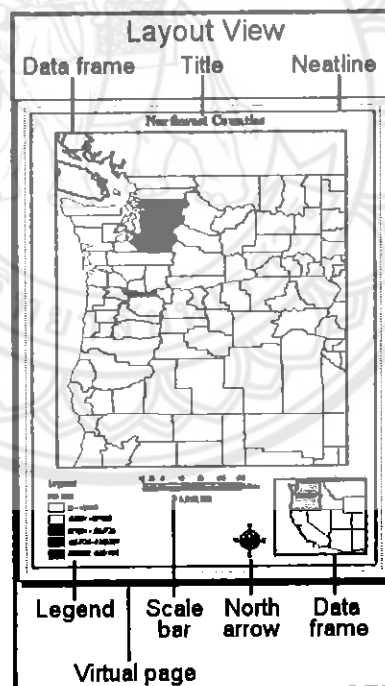 Layout View
Data frame Title Neatline
Northwest Counties
Legend
Legend Scale bar North arrow Data frame
Virtual page